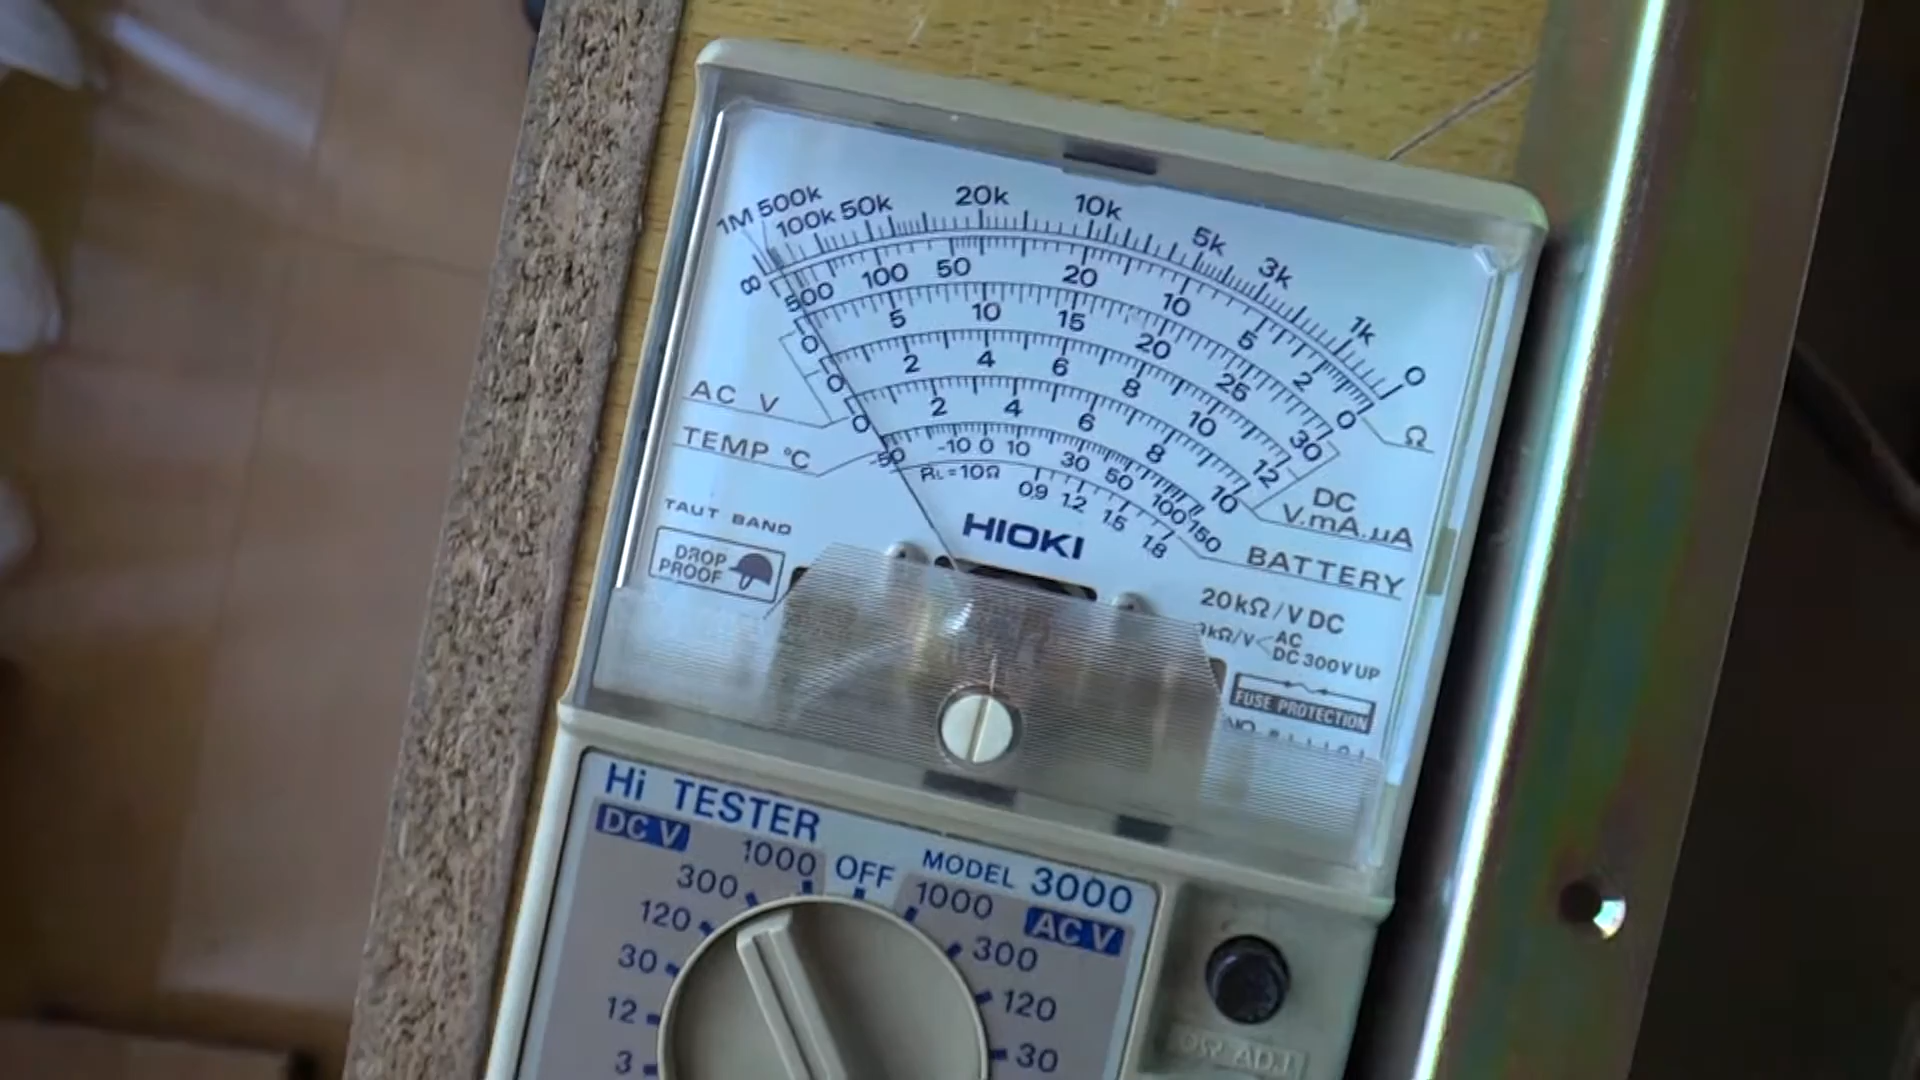 1M 500k 100k 50k 20k 10k 5k 3k 1k 0 Ω
∞ 500 100 50 20 10 5 2 0
0 5 10 15 20 25 30
0 2 4 6 8 10 12
0 2 4 6 8 10
-50 -10 0 10 30 50 100 150
RL=10Ω 0.9 1.2 1.5 1.8
AC V
TEMP °C
DC
V.mA.µA
BATTERY
TAUT BAND
DROP
PROOF
HIOKI
20kΩ/V DC
kΩ/V AC
DC 300V UP
FUSE PROTECTION
Hi TESTER
MODEL 3000
DC V
1000
300
120
30
12
3
OFF
AC V
1000
300
120
30
0Ω ADJ